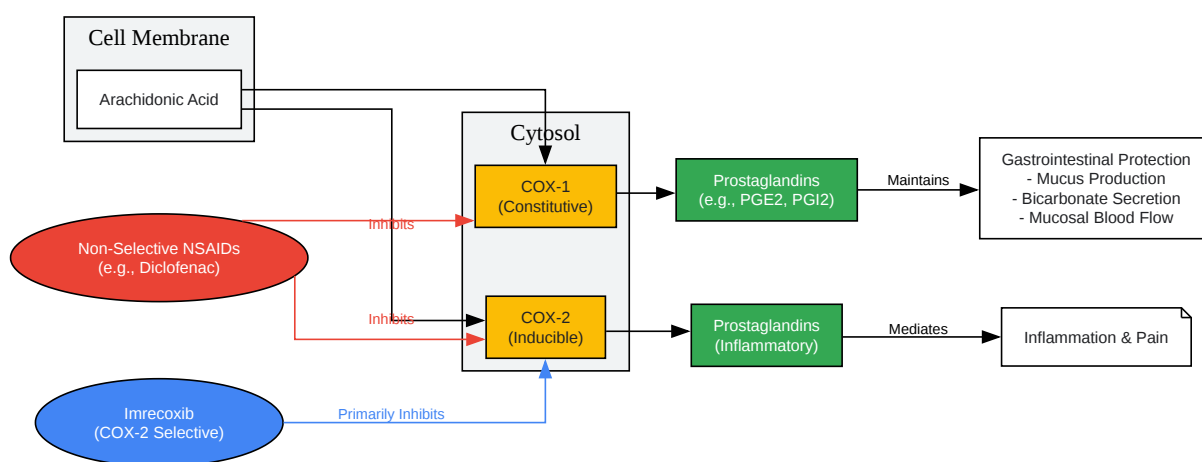 Cell Membrane
Arachidonic Acid
Cytosol
COX-1
(Constitutive)
Prostaglandins
(e.g., PGE2, PGI2)
Maintains
Gastrointestinal Protection
- Mucus Production
- Bicarbonate Secretion
- Mucosal Blood Flow
Inhibits
Non-Selective NSAIDs
(e.g., Diclofenac)
Inhibits
COX-2
(Inducible)
Prostaglandins
(Inflammatory)
Mediates
Inflammation & Pain
Imrecoxib
(COX-2 Selective)
Primarily Inhibits